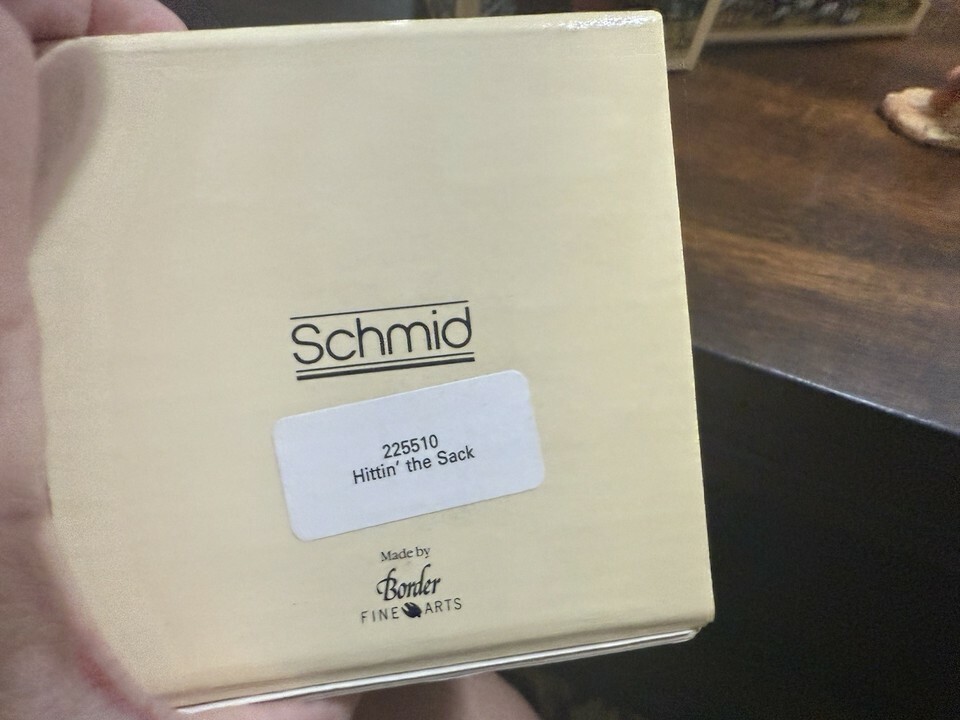 Schmid
225510
Hittin' the Sack
Made by
Border
FINE ARTS